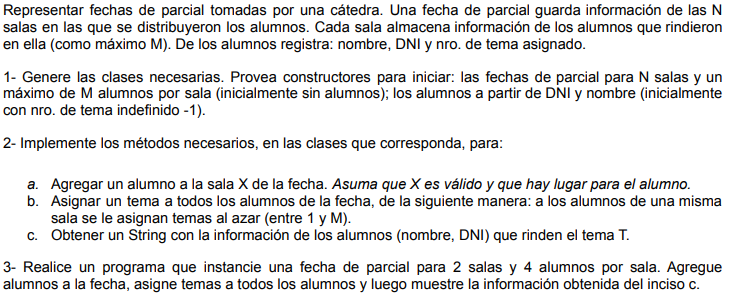 Representar fechas de parcial tomadas por una cátedra. Una fecha de parcial guarda información de las N
salas en las que se distribuyeron los alumnos. Cada sala almacena información de los alumnos que rindieron
en ella (como máximo M). De los alumnos registra: nombre, DNI y nro. de tema asignado.
1- Genere las clases necesarias. Provea constructores para iniciar: las fechas de parcial para N salas y un
máximo de M alumnos por sala (inicialmente sin alumnos); los alumnos a partir de DNI y nombre (inicialmente
con nro. de tema indefinido -1).
2- Implemente los métodos necesarios, en las clases que corresponda, para:
a. Agregar un alumno a la sala X de la fecha. Asuma que X es válido y que hay lugar para el alumno.
b. Asignar un tema a todos los alumnos de la fecha, de la siguiente manera: a los alumnos de una misma
sala se le asignan temas al azar (entre 1 y M).
c. Obtener un String con la información de los alumnos (nombre, DNI) que rinden el tema T.
3- Realice un programa que instancie una fecha de parcial para 2 salas y 4 alumnos por sala. Agregue
alumnos a la fecha, asigne temas a todos los alumnos y luego muestre la información obtenida del inciso c.